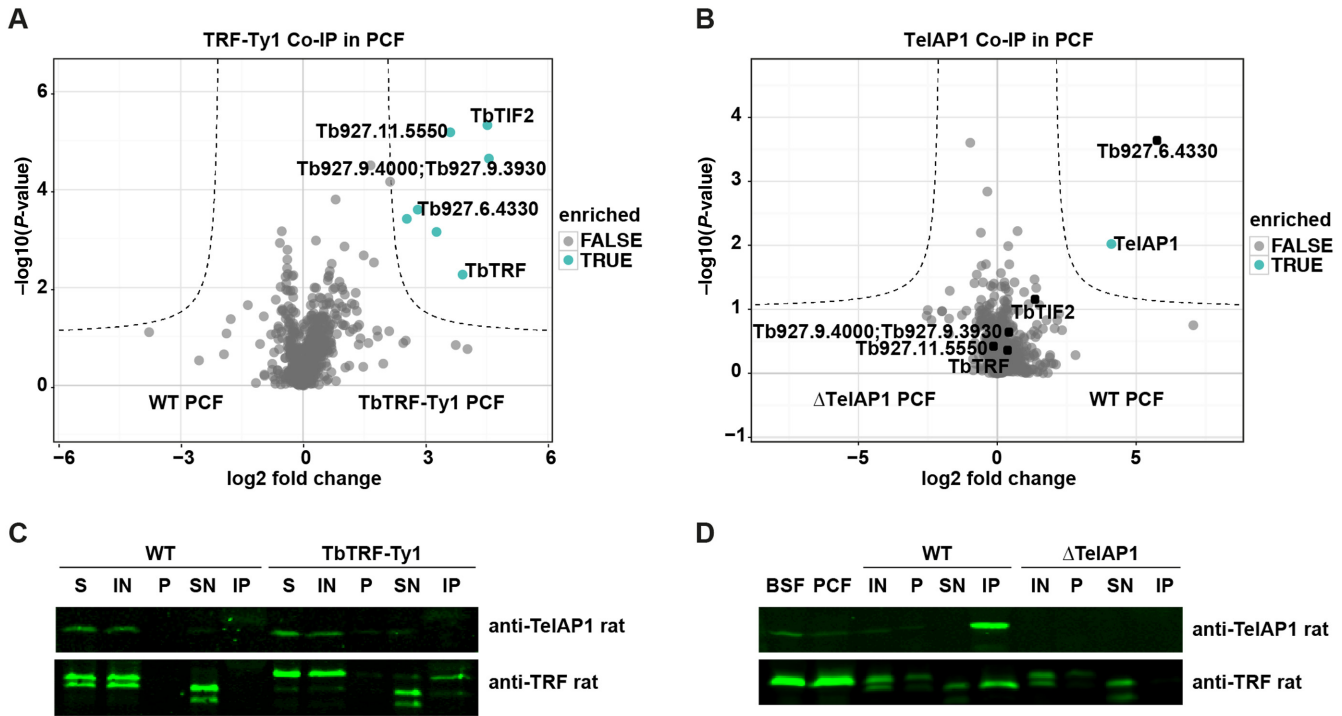 A
TRF-Ty1 Co-IP in PCF
−log10(P-value)
6
4
2
0
TbTIF2
Tb927.11.5550
Tb927.9.4000;Tb927.9.3930
Tb927.6.4330
TbTRF
WT PCF
TbTRF-Ty1 PCF
−6
−3
0
3
6
log2 fold change
enriched
FALSE
TRUE
B
TelAP1 Co-IP in PCF
−log10(P-value)
4
3
2
1
0
−1
Tb927.6.4330
TelAP1
TbTIF2
Tb927.9.4000;Tb927.9.3930
Tb927.11.5550
TbTRF
ΔTelAP1 PCF
WT PCF
−5
0
5
log2 fold change
enriched
FALSE
TRUE
C
WT
TbTRF-Ty1
S IN P SN IP S IN P SN IP
anti-TelAP1 rat
anti-TRF rat
D
WT
ΔTelAP1
BSF PCF IN P SN IP IN P SN IP
anti-TelAP1 rat
anti-TRF rat